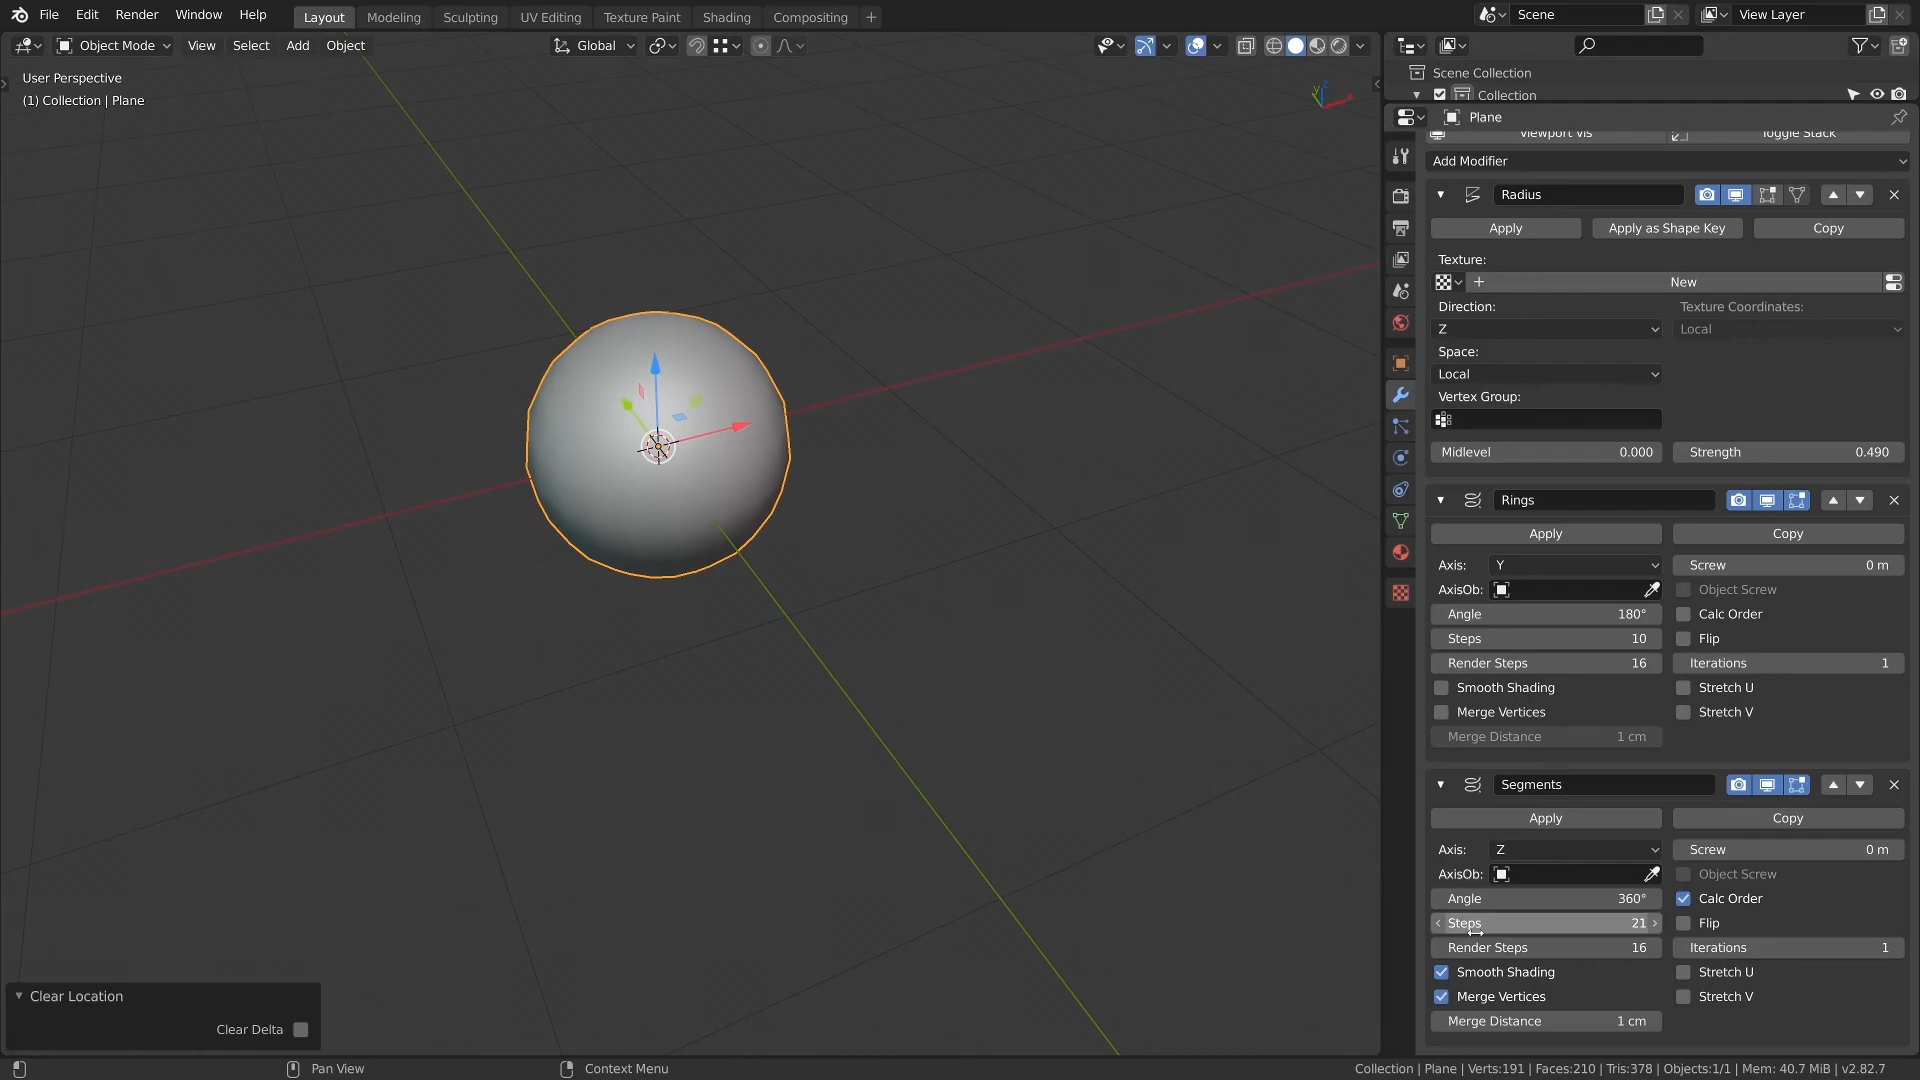 File Edit Render Window Help Layout Modeling Sculpting UV Editing Texture Paint Shading Compositing + Scene View Layer
Object Mode View Select Add Object Global
User Perspective
(1) Collection | Plane
Scene Collection
Collection
Plane
Viewport Vis Toggle Stack
Add Modifier
Radius
Apply Apply as Shape Key Copy
Texture:
+ New
Direction: Texture Coordinates:
Z Local
Space:
Local
Vertex Group:
Midlevel 0.000 Strength 0.490
Rings
Apply Copy
Axis: Y Screw 0 m
AxisOb: Object Screw
Angle 180° Calc Order
Steps 10 Flip
Render Steps 16 Iterations 1
Smooth Shading Stretch U
Merge Vertices Stretch V
Merge Distance 1 cm
Segments
Apply Copy
Axis: Z Screw 0 m
AxisOb: Object Screw
Angle 360° Calc Order
Steps 21 Flip
Render Steps 16 Iterations 1
Smooth Shading Stretch U
Merge Vertices Stretch V
Merge Distance 1 cm
Clear Location
Clear Delta
Pan View Context Menu Collection | Plane | Verts:191 | Faces:210 | Tris:378 | Objects:1/1 | Mem: 40.7 MiB | v2.82.7